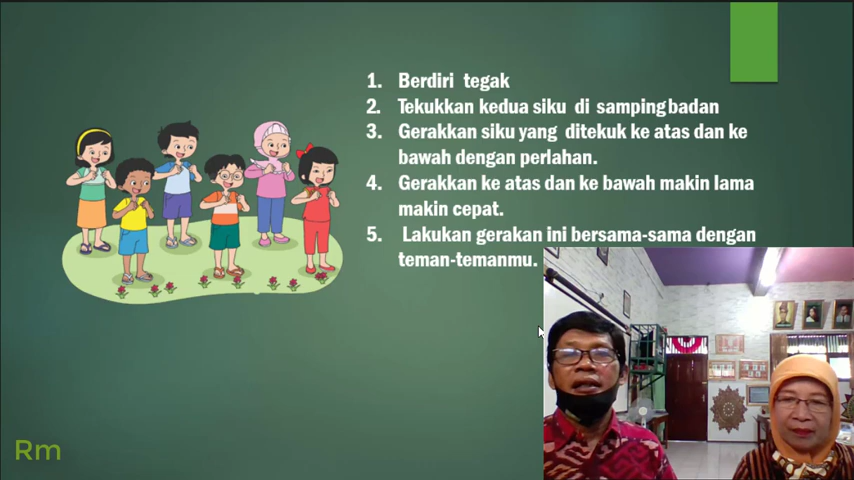 1. Berdiri tegak
2. Tekukkan kedua siku di samping badan
3. Gerakkan siku yang ditekuk ke atas dan ke
bawah dengan perlahan.
4. Gerakkan ke atas dan ke bawah makin lama
makin cepat.
5. Lakukan gerakan ini bersama-sama dengan
teman-temanmu.
Rm